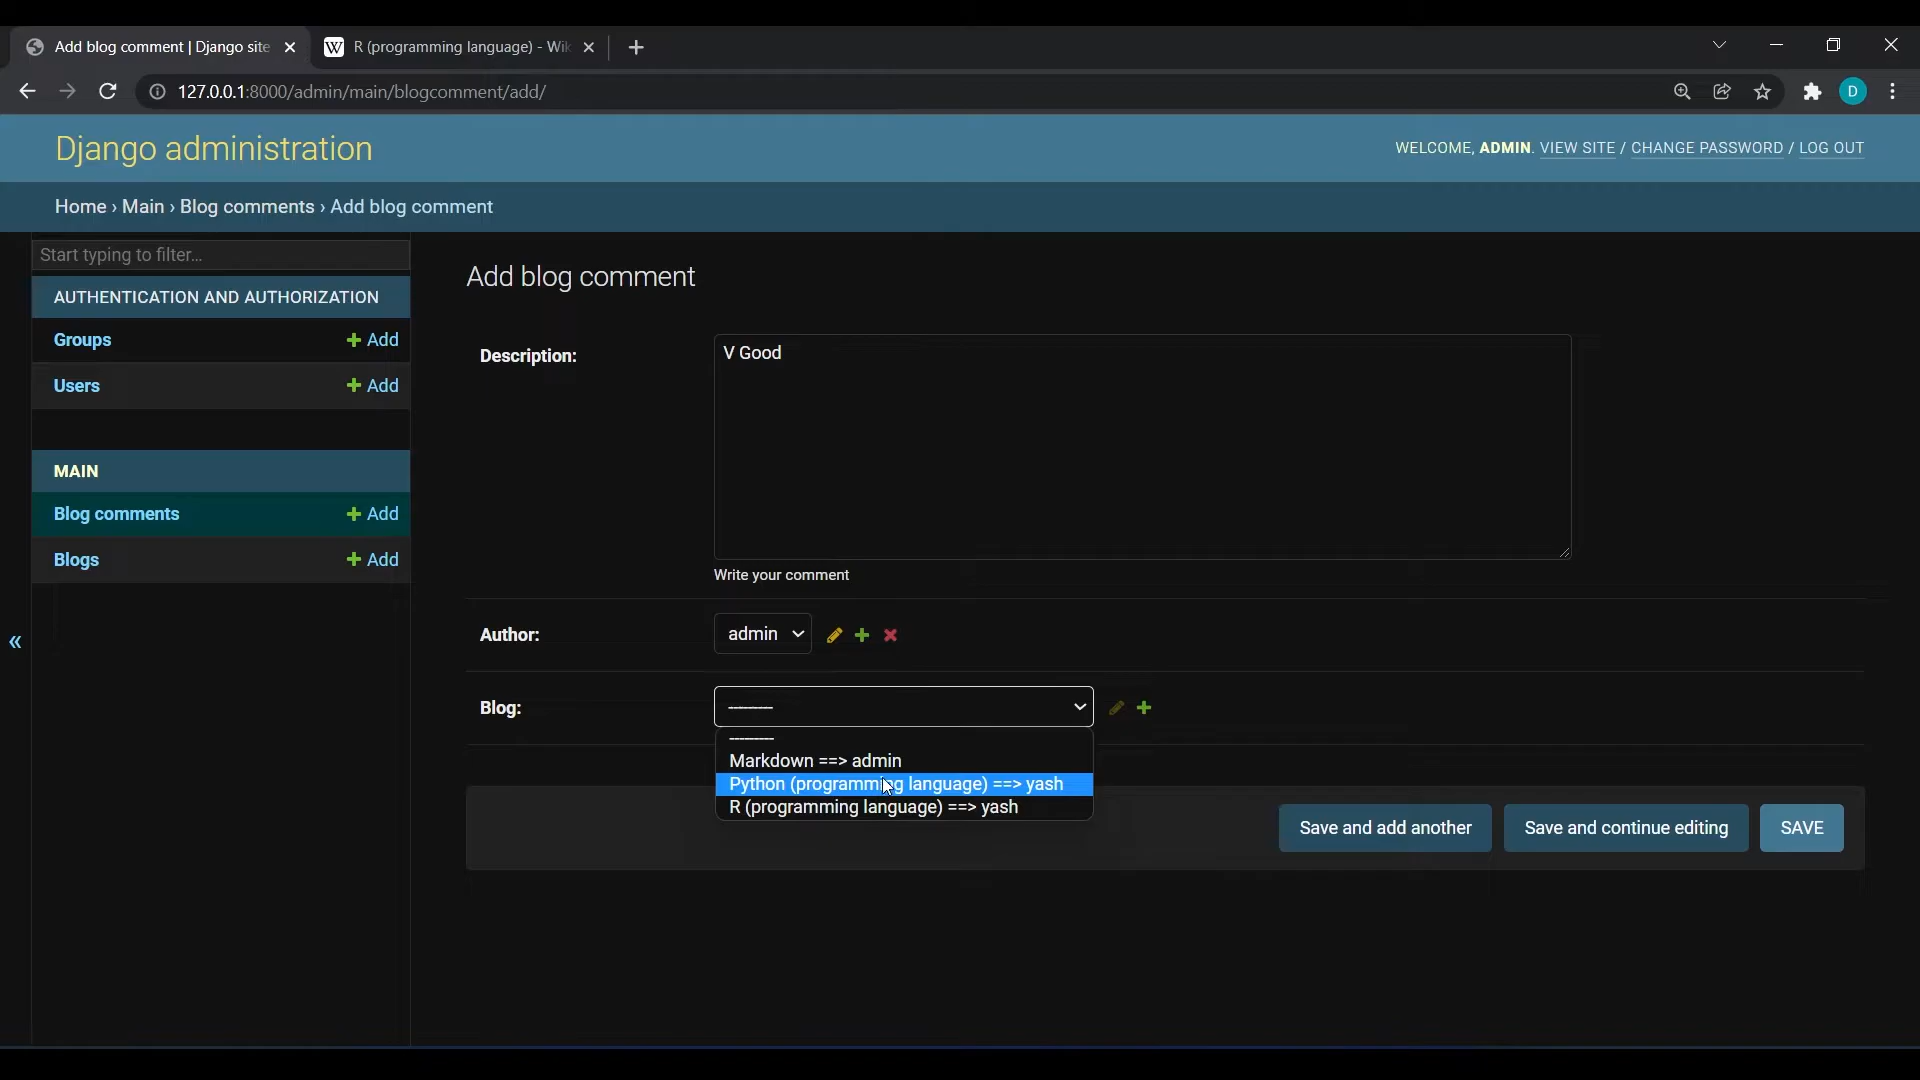 Add blog comment | Django site
R (programming language) - Wik
127.0.0.1:8000/admin/main/blogcomment/add/
D
Django administration
WELCOME, ADMIN. VIEW SITE / CHANGE PASSWORD / LOG OUT
Home › Main › Blog comments › Add blog comment
Start typing to filter...
AUTHENTICATION AND AUTHORIZATION
Groups + Add
Users + Add
MAIN
Blog comments + Add
Blogs + Add
«
Add blog comment
Description:
V Good
Write your comment
Author:
admin
Blog:
---------
---------
Markdown ==> admin
Python (programming language) ==> yash
R (programming language) ==> yash
Save and add another
Save and continue editing
SAVE